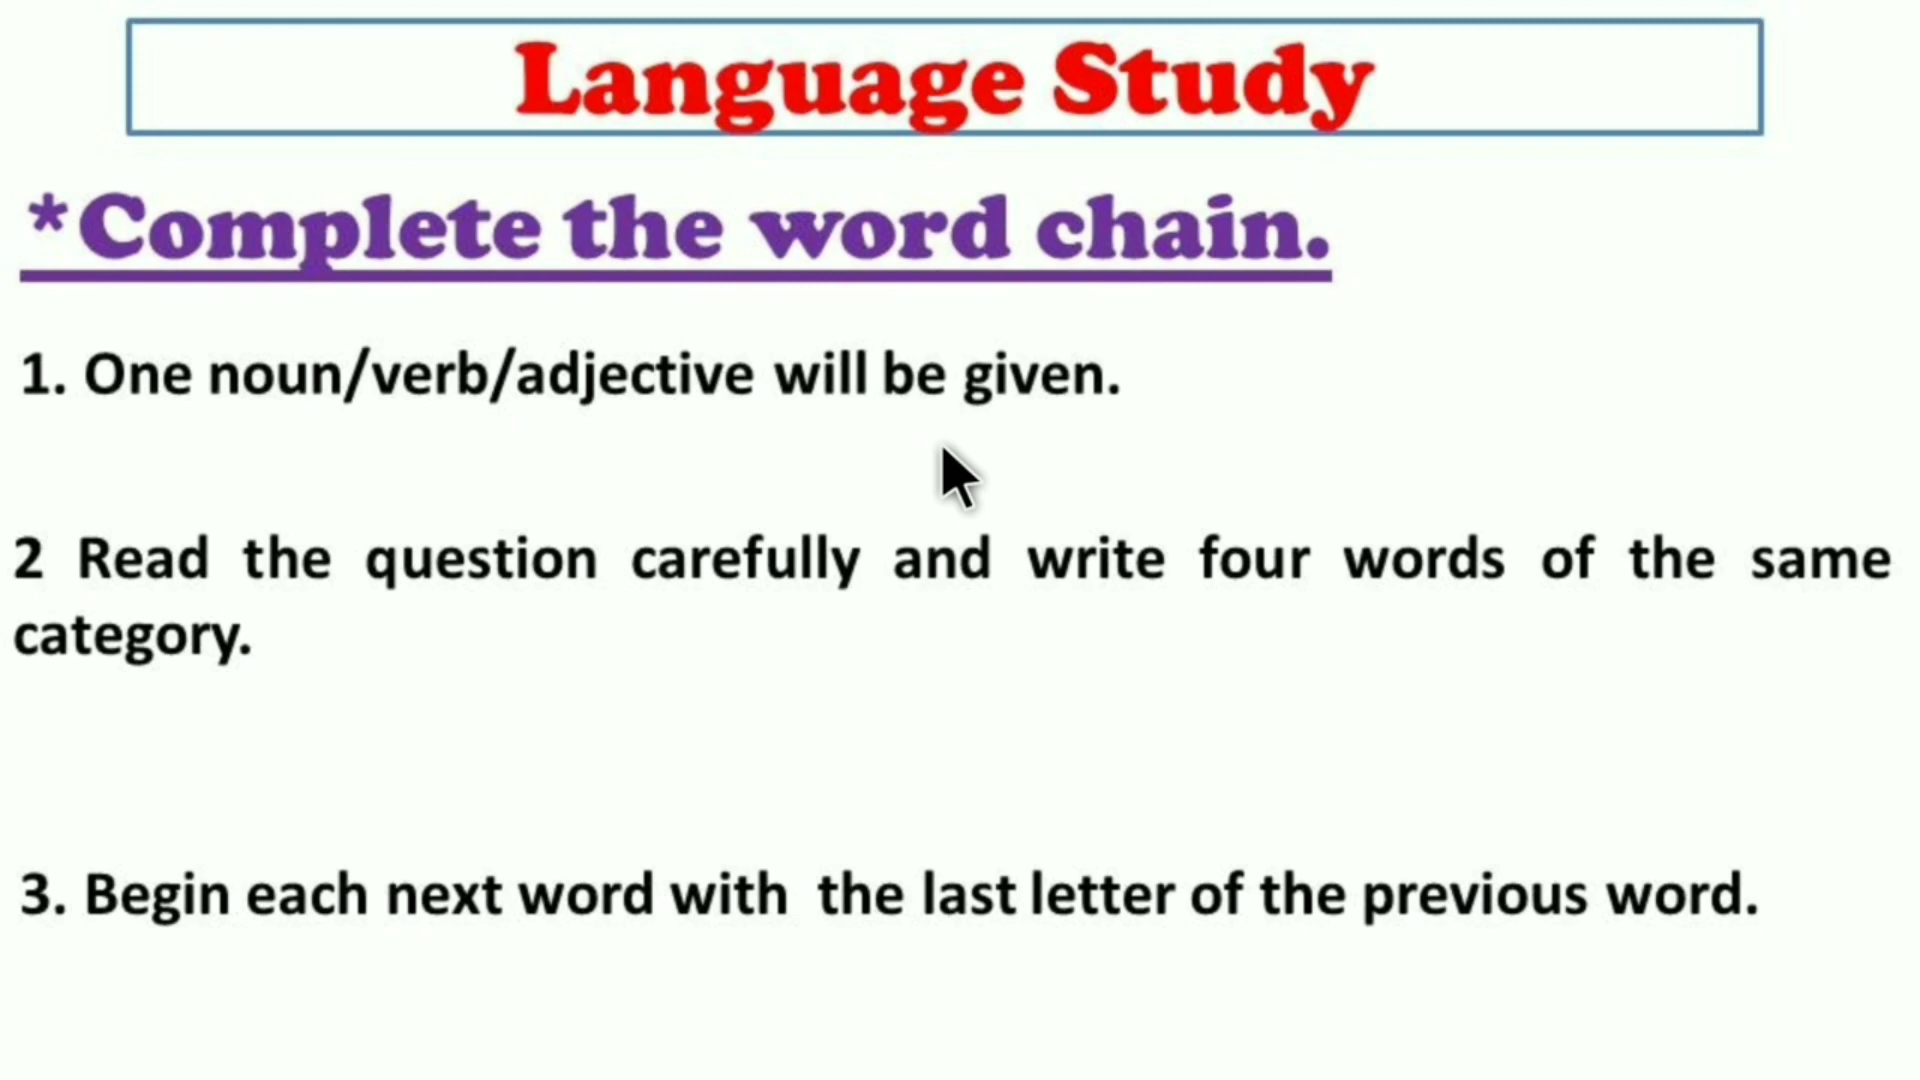 Language Study
*Complete the word chain.
1. One noun/verb/adjective will be given.
2 Read the question carefully and write four words of the same
category.
3. Begin each next word with the last letter of the previous word.